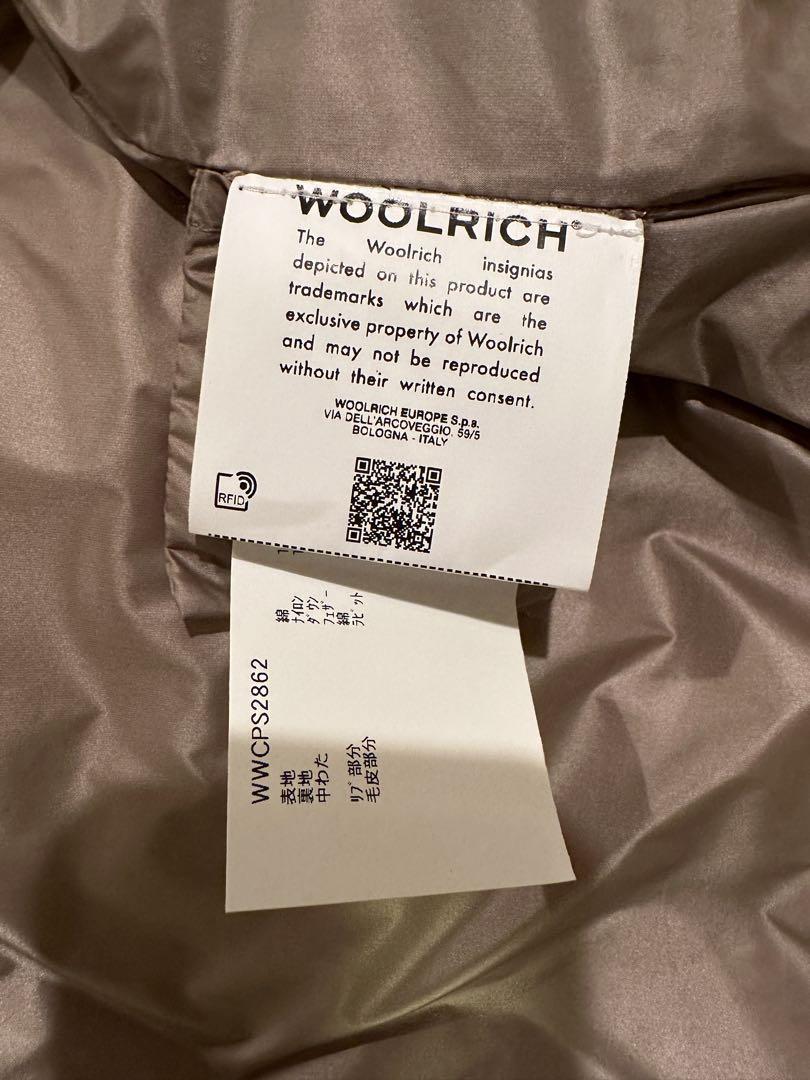 WOOLRICH®
The Woolrich insignias
depicted on this product are
trademarks which are the
exclusive property of Woolrich
and may not be reproduced
without their written consent.
WOOLRICH EUROPE S.p.a.
VIA DELL'ARCOVEGGIO, 59/5
BOLOGNA - ITALY
RFID
WWCPS2862
表地 綿
裏地 ナイロン
中わた ダウン
フェザー
リブ部分 綿
毛皮部分 ラビット